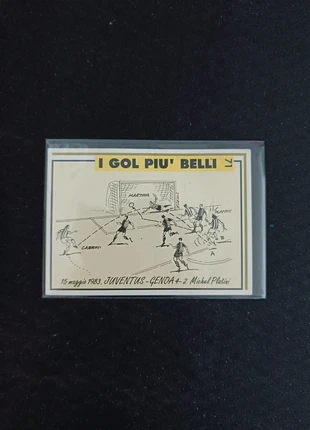 I GOL PIU' BELLI
71
MARTINA
CABRINI
A
15 maggio 1983. JUVENTUS - GENOA 4-2 Michel Platini